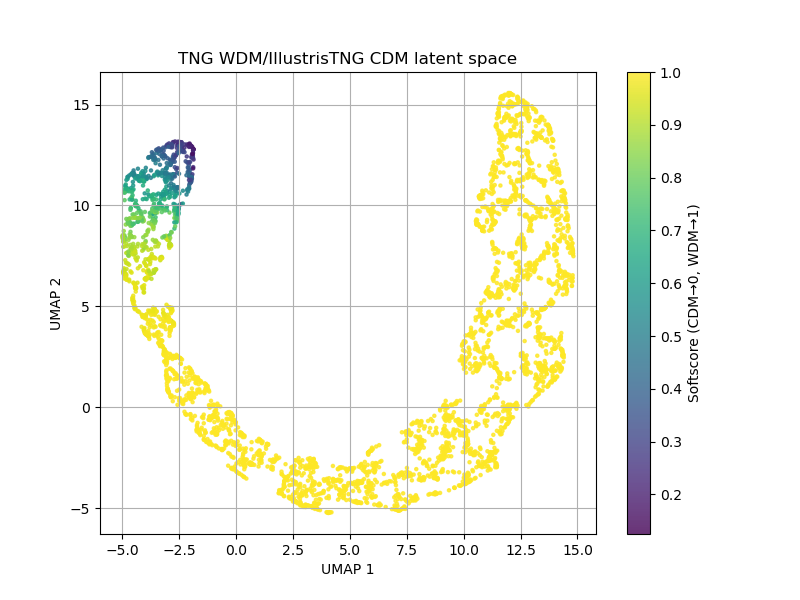 TNG WDM/IllustrisTNG CDM latent space
15
10
5
0
−5
UMAP 2
−5.0 −2.5 0.0 2.5 5.0 7.5 10.0 12.5 15.0
UMAP 1
1.0
0.9
0.8
0.7
0.6
0.5
0.4
0.3
0.2
Softscore (CDM→0, WDM→1)